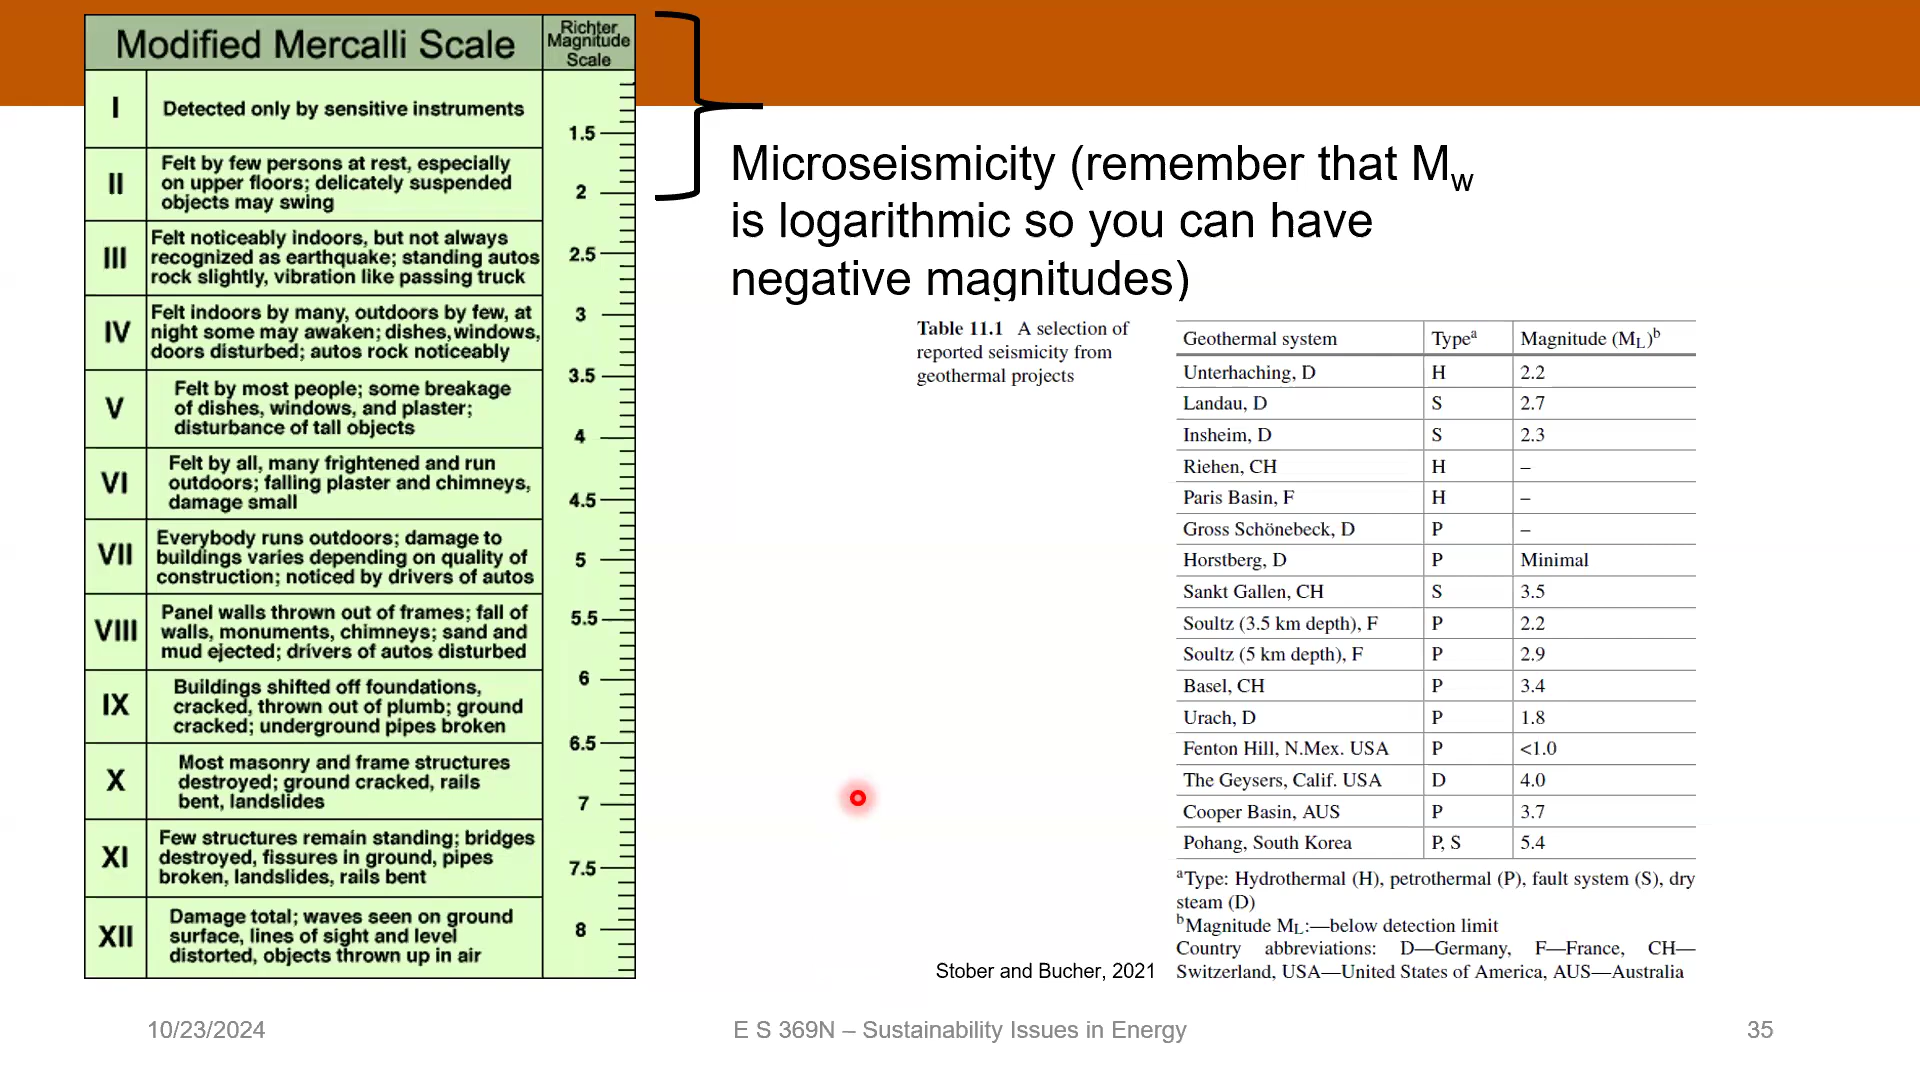 Modified Mercalli Scale
Richter
Magnitude
Scale
I
Detected only by sensitive instruments
II
Felt by few persons at rest, especially
on upper floors; delicately suspended
objects may swing
III
Felt noticeably indoors, but not always
recognized as earthquake; standing autos
rock slightly, vibration like passing truck
IV
Felt indoors by many, outdoors by few, at
night some may awaken; dishes, windows,
doors disturbed; autos rock noticeably
V
Felt by most people; some breakage
of dishes, windows, and plaster;
disturbance of tall objects
VI
Felt by all, many frightened and run
outdoors; falling plaster and chimneys,
damage small
VII
Everybody runs outdoors; damage to
buildings varies depending on quality of
construction; noticed by drivers of autos
VIII
Panel walls thrown out of frames; fall of
walls, monuments, chimneys; sand and
mud ejected; drivers of autos disturbed
IX
Buildings shifted off foundations,
cracked, thrown out of plumb; ground
cracked; underground pipes broken
X
Most masonry and frame structures
destroyed; ground cracked, rails
bent, landslides
XI
Few structures remain standing; bridges
destroyed, fissures in ground, pipes
broken, landslides, rails bent
XII
Damage total; waves seen on ground
surface, lines of sight and level
distorted, objects thrown up in air
1.5
2
2.5
3
3.5
4
4.5
5
5.5
6
6.5
7
7.5
8
Microseismicity (remember that Mw
is logarithmic so you can have
negative magnitudes)
Table 11.1 A selection of
reported seismicity from
geothermal projects
Geothermal system Typeᵃ Magnitude (ML)ᵇ
Unterhaching, D H 2.2
Landau, D S 2.7
Insheim, D S 2.3
Riehen, CH H –
Paris Basin, F H –
Gross Schönebeck, D P –
Horstberg, D P Minimal
Sankt Gallen, CH S 3.5
Soultz (3.5 km depth), F P 2.2
Soultz (5 km depth), F P 2.9
Basel, CH P 3.4
Urach, D P 1.8
Fenton Hill, N.Mex. USA P <1.0
The Geysers, Calif. USA D 4.0
Cooper Basin, AUS P 3.7
Pohang, South Korea P, S 5.4
ᵃType: Hydrothermal (H), petrothermal (P), fault system (S), dry
steam (D)
ᵇMagnitude ML:—below detection limit
Country abbreviations: D—Germany, F—France, CH—
Switzerland, USA—United States of America, AUS—Australia
Stober and Bucher, 2021
10/23/2024
E S 369N – Sustainability Issues in Energy
35